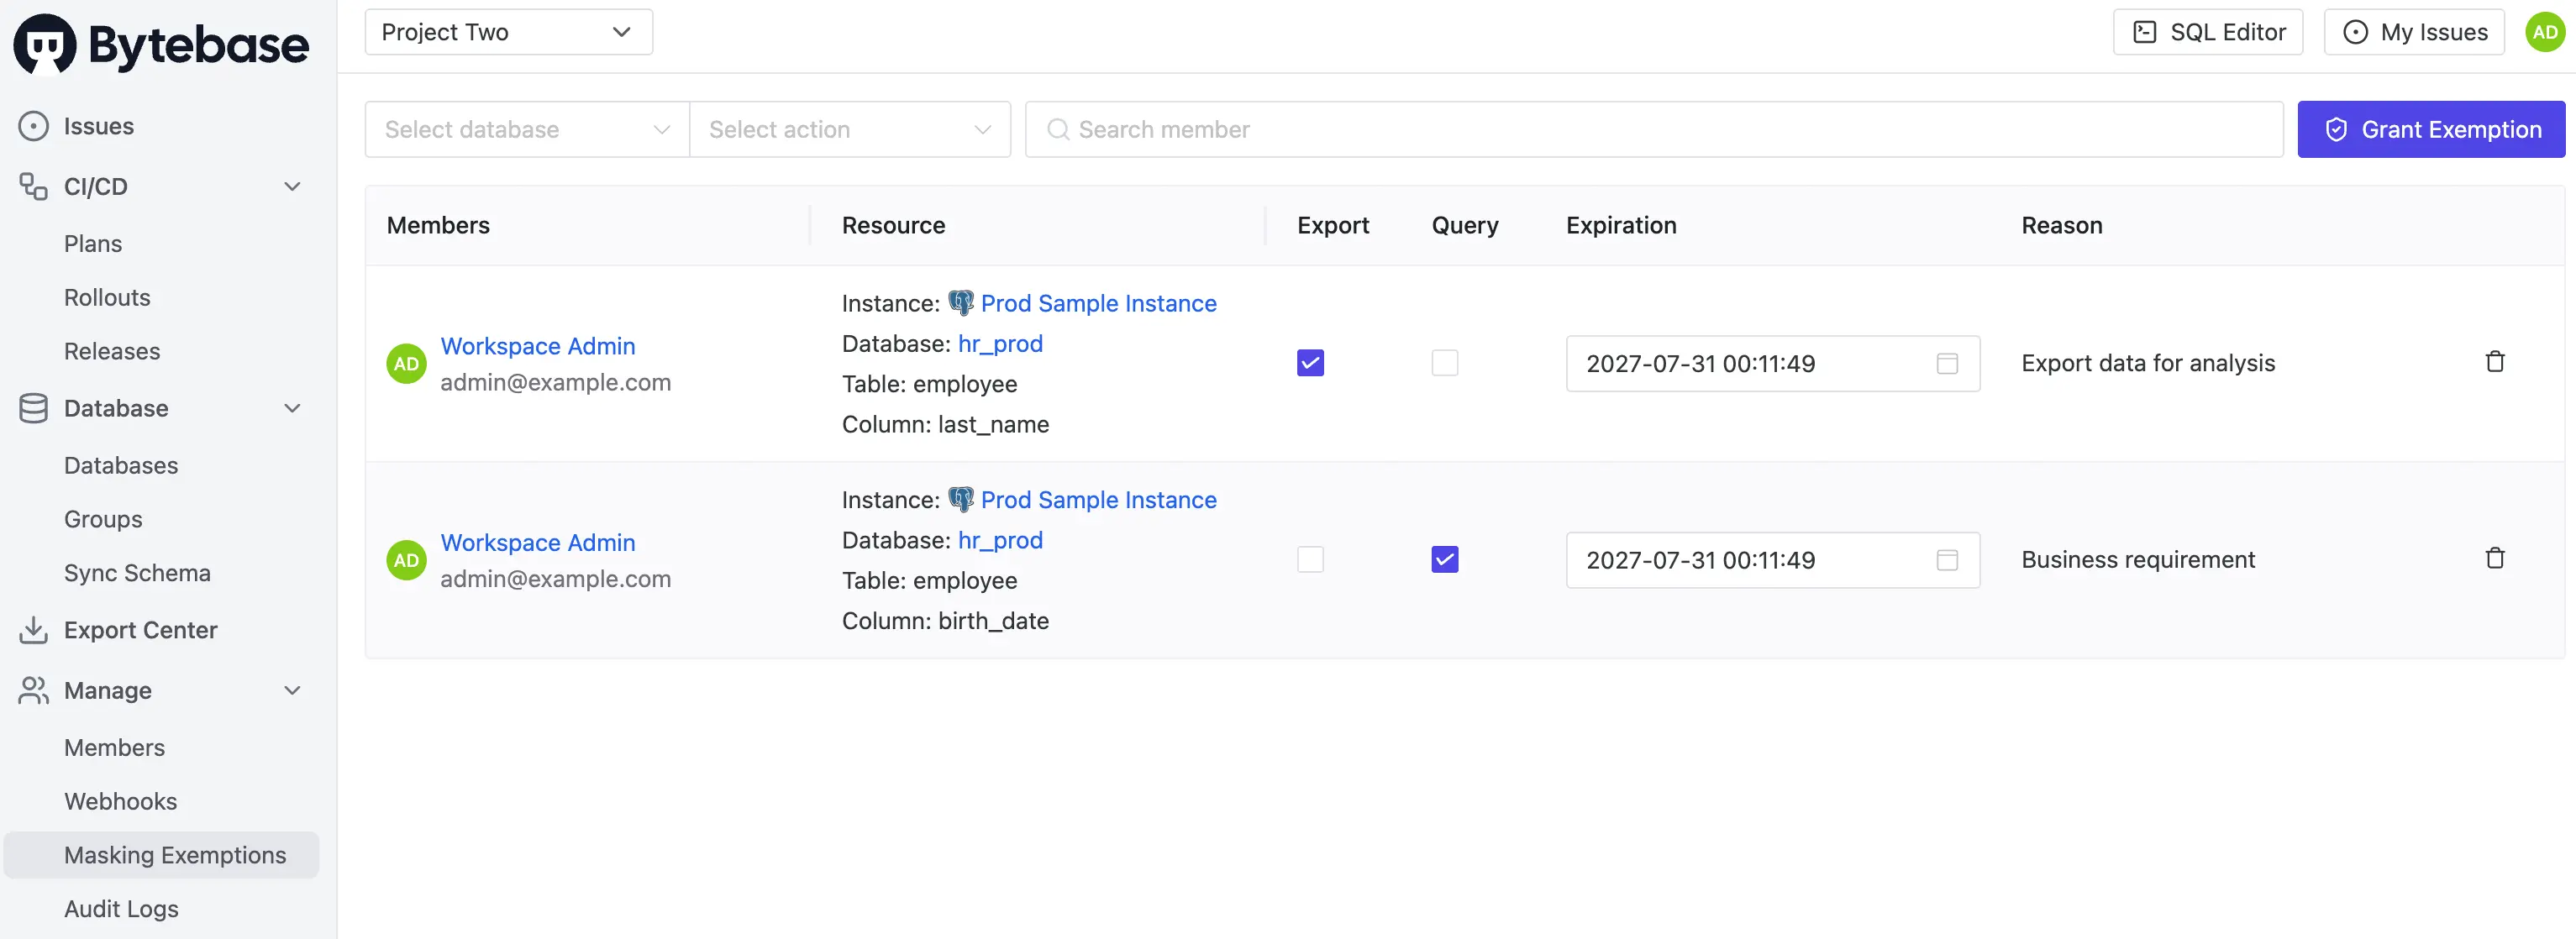 Bytebase
Project Two
SQL Editor
My Issues
AD
Issues
CI/CD
Plans
Rollouts
Releases
Database
Databases
Groups
Sync Schema
Export Center
Manage
Members
Webhooks
Masking Exemptions
Audit Logs
Select database
Select action
Search member
Grant Exemption
Members
Resource
Export
Query
Expiration
Reason
AD
Workspace Admin
admin@example.com
Instance: Prod Sample Instance
Database: hr_prod
Table: employee
Column: last_name
2027-07-31 00:11:49
Export data for analysis
AD
Workspace Admin
admin@example.com
Instance: Prod Sample Instance
Database: hr_prod
Table: employee
Column: birth_date
2027-07-31 00:11:49
Business requirement